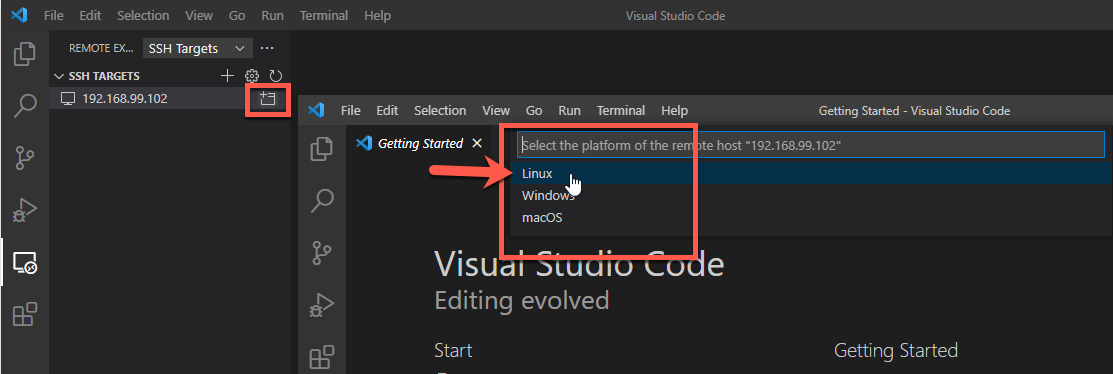 File Edit Selection View Go Run Terminal Help Visual Studio Code
REMOTE EX... SSH Targets
SSH TARGETS
192.168.99.102
File Edit Selection View Go Run Terminal Help Getting Started - Visual Studio Code
Getting Started
Select the platform of the remote host "192.168.99.102"
Linux
Windows
macOS
Visual Studio Code
Editing evolved
Start Getting Started